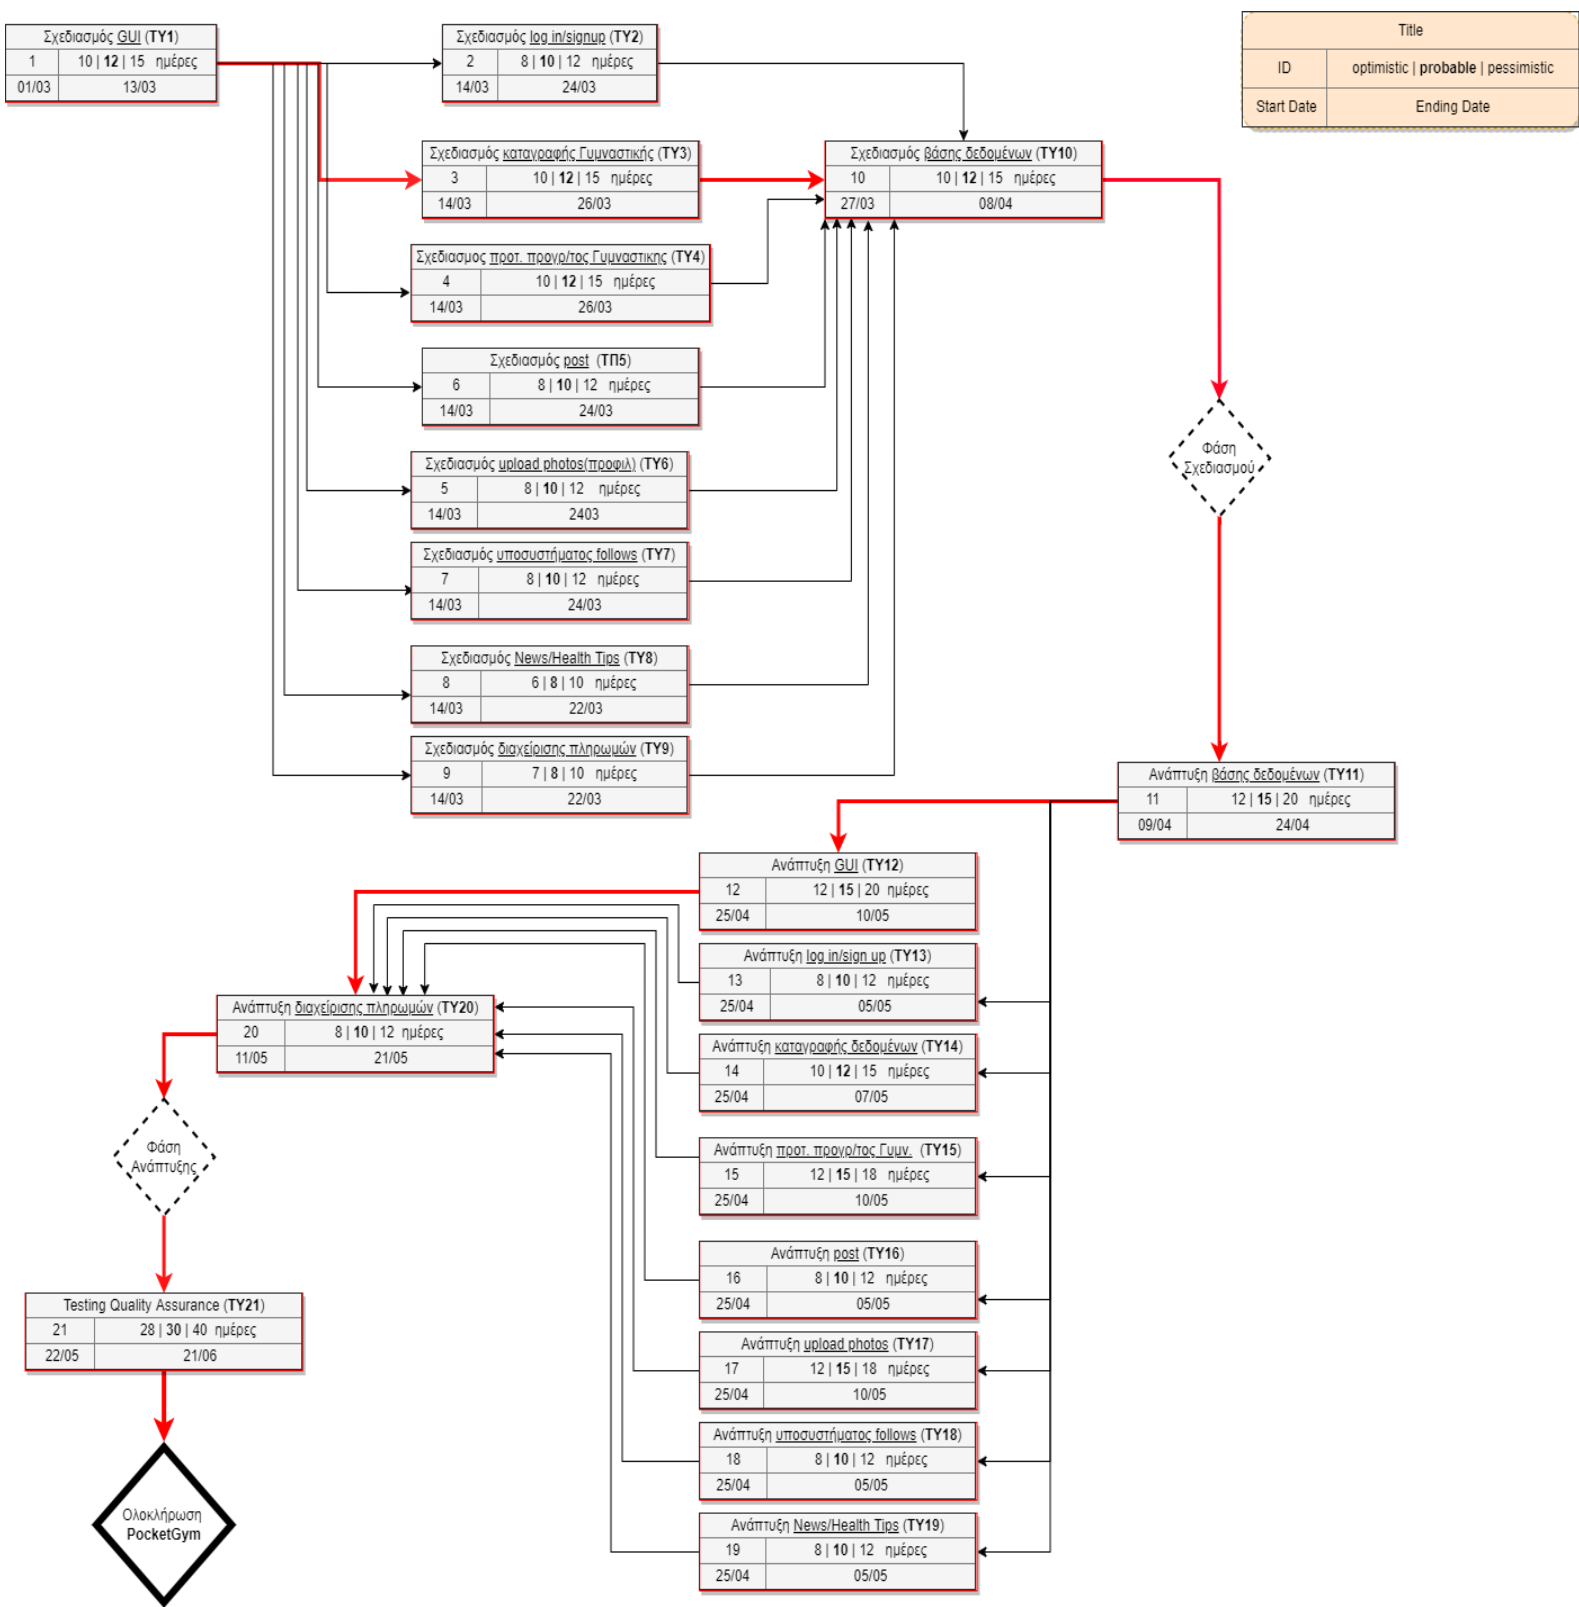 Σχεδιασμός GUI (TY1)
1 10 | 12 | 15 ημέρες
01/03 13/03
Σχεδιασμός log in/signup (TY2)
2 8 | 10 | 12 ημέρες
14/03 24/03
Title
ID optimistic | probable | pessimistic
Start Date Ending Date
Σχεδιασμός καταγραφής Γυμναστικής (TY3)
3 10 | 12 | 15 ημέρες
14/03 26/03
Σχεδιασμός βάσης δεδομένων (TY10)
10 10 | 12 | 15 ημέρες
27/03 08/04
Σχεδιασμος προτ. προγρ/τος Γυμναστικης (TY4)
4 10 | 12 | 15 ημέρες
14/03 26/03
Σχεδιασμός post (ΤΠ5)
6 8 | 10 | 12 ημέρες
14/03 24/03
Σχεδιασμός upload photos(προφιλ) (TY6)
5 8 | 10 | 12 ημέρες
14/03 2403
Σχεδιασμός υποσυστήματος follows (TY7)
7 8 | 10 | 12 ημέρες
14/03 24/03
Σχεδιασμός News/Health Tips (TY8)
8 6 | 8 | 10 ημέρες
14/03 22/03
Σχεδιασμός διαχείρισης πληρωμών (TY9)
9 7 | 8 | 10 ημέρες
14/03 22/03
Φάση
Σχεδιασμού
Ανάπτυξη βάσης δεδομένων (TY11)
11 12 | 15 | 20 ημέρες
09/04 24/04
Ανάπτυξη GUI (TY12)
12 12 | 15 | 20 ημέρες
25/04 10/05
Ανάπτυξη log in/sign up (TY13)
13 8 | 10 | 12 ημέρες
25/04 05/05
Ανάπτυξη καταγραφής δεδομένων (TY14)
14 10 | 12 | 15 ημέρες
25/04 07/05
Ανάπτυξη προτ. προγρ/τος Γυμν. (TY15)
15 12 | 15 | 18 ημέρες
25/04 10/05
Ανάπτυξη post (TY16)
16 8 | 10 | 12 ημέρες
25/04 05/05
Ανάπτυξη upload photos (TY17)
17 12 | 15 | 18 ημέρες
25/04 10/05
Ανάπτυξη υποσυστήματος follows (TY18)
18 8 | 10 | 12 ημέρες
25/04 05/05
Ανάπτυξη News/Health Tips (TY19)
19 8 | 10 | 12 ημέρες
25/04 05/05
Ανάπτυξη διαχείρισης πληρωμών (TY20)
20 8 | 10 | 12 ημέρες
11/05 21/05
Φάση
Ανάπτυξης
Testing Quality Assurance (TY21)
21 28 | 30 | 40 ημέρες
22/05 21/06
Ολοκλήρωση
PocketGym